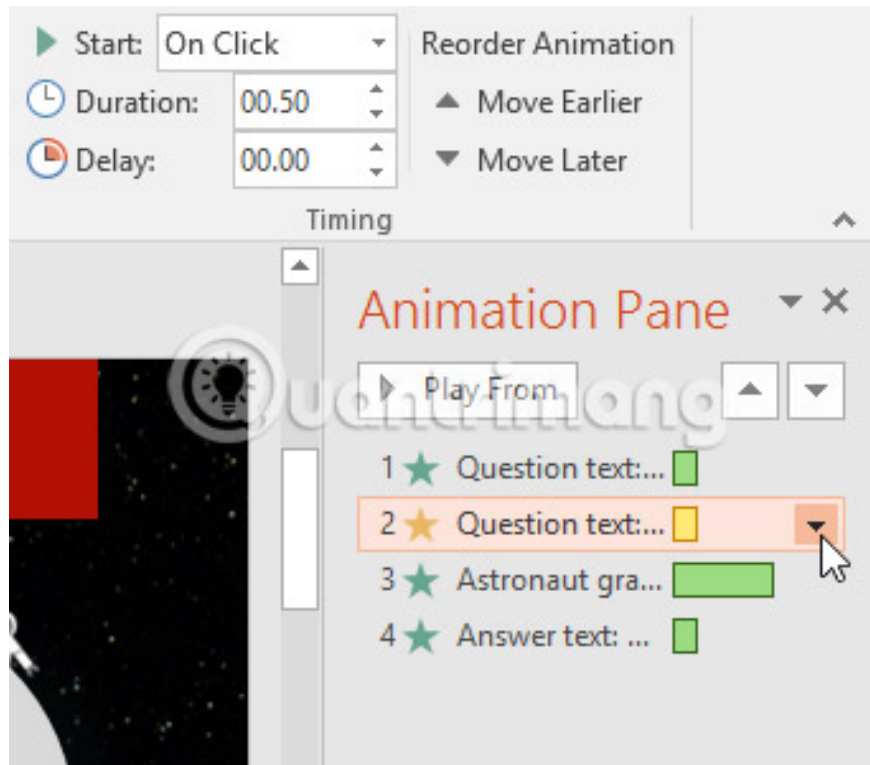 Start: On Click
Duration: 00.50
Delay: 00.00
Reorder Animation
Move Earlier
Move Later
Timing
Animation Pane
Play From
Quantrimang
1 Question text:...
2 Question text:...
3 Astronaut gra...
4 Answer text: ...